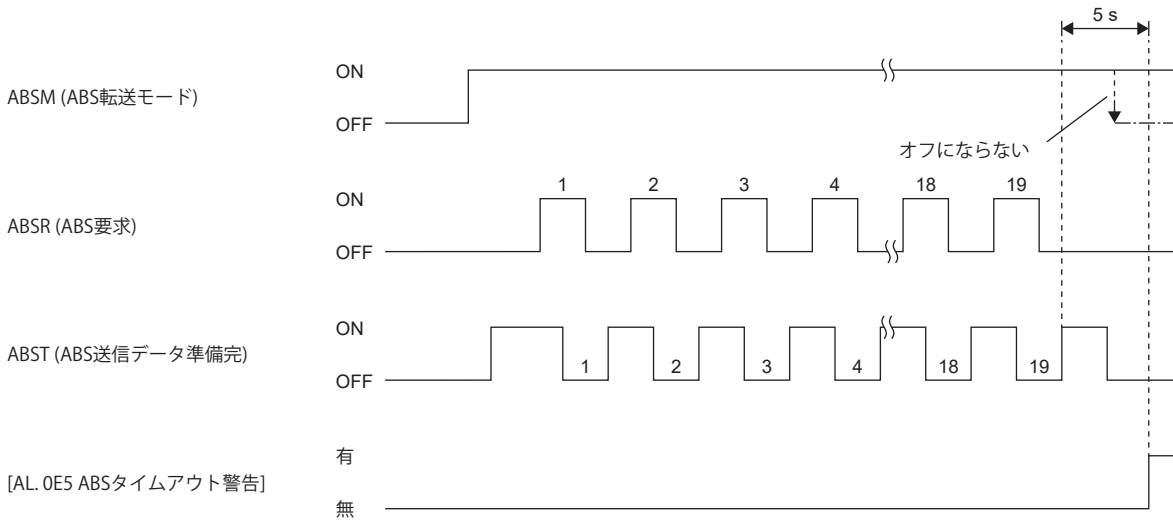 5 s
ABSM (ABS転送モード)
ON
OFF
オフにならない
ABSR (ABS要求)
ON
OFF
1 2 3 4 18 19
ABST (ABS送信データ準備完)
ON
OFF
1 2 3 4 18 19
[AL. 0E5 ABSタイムアウト警告]
有
無